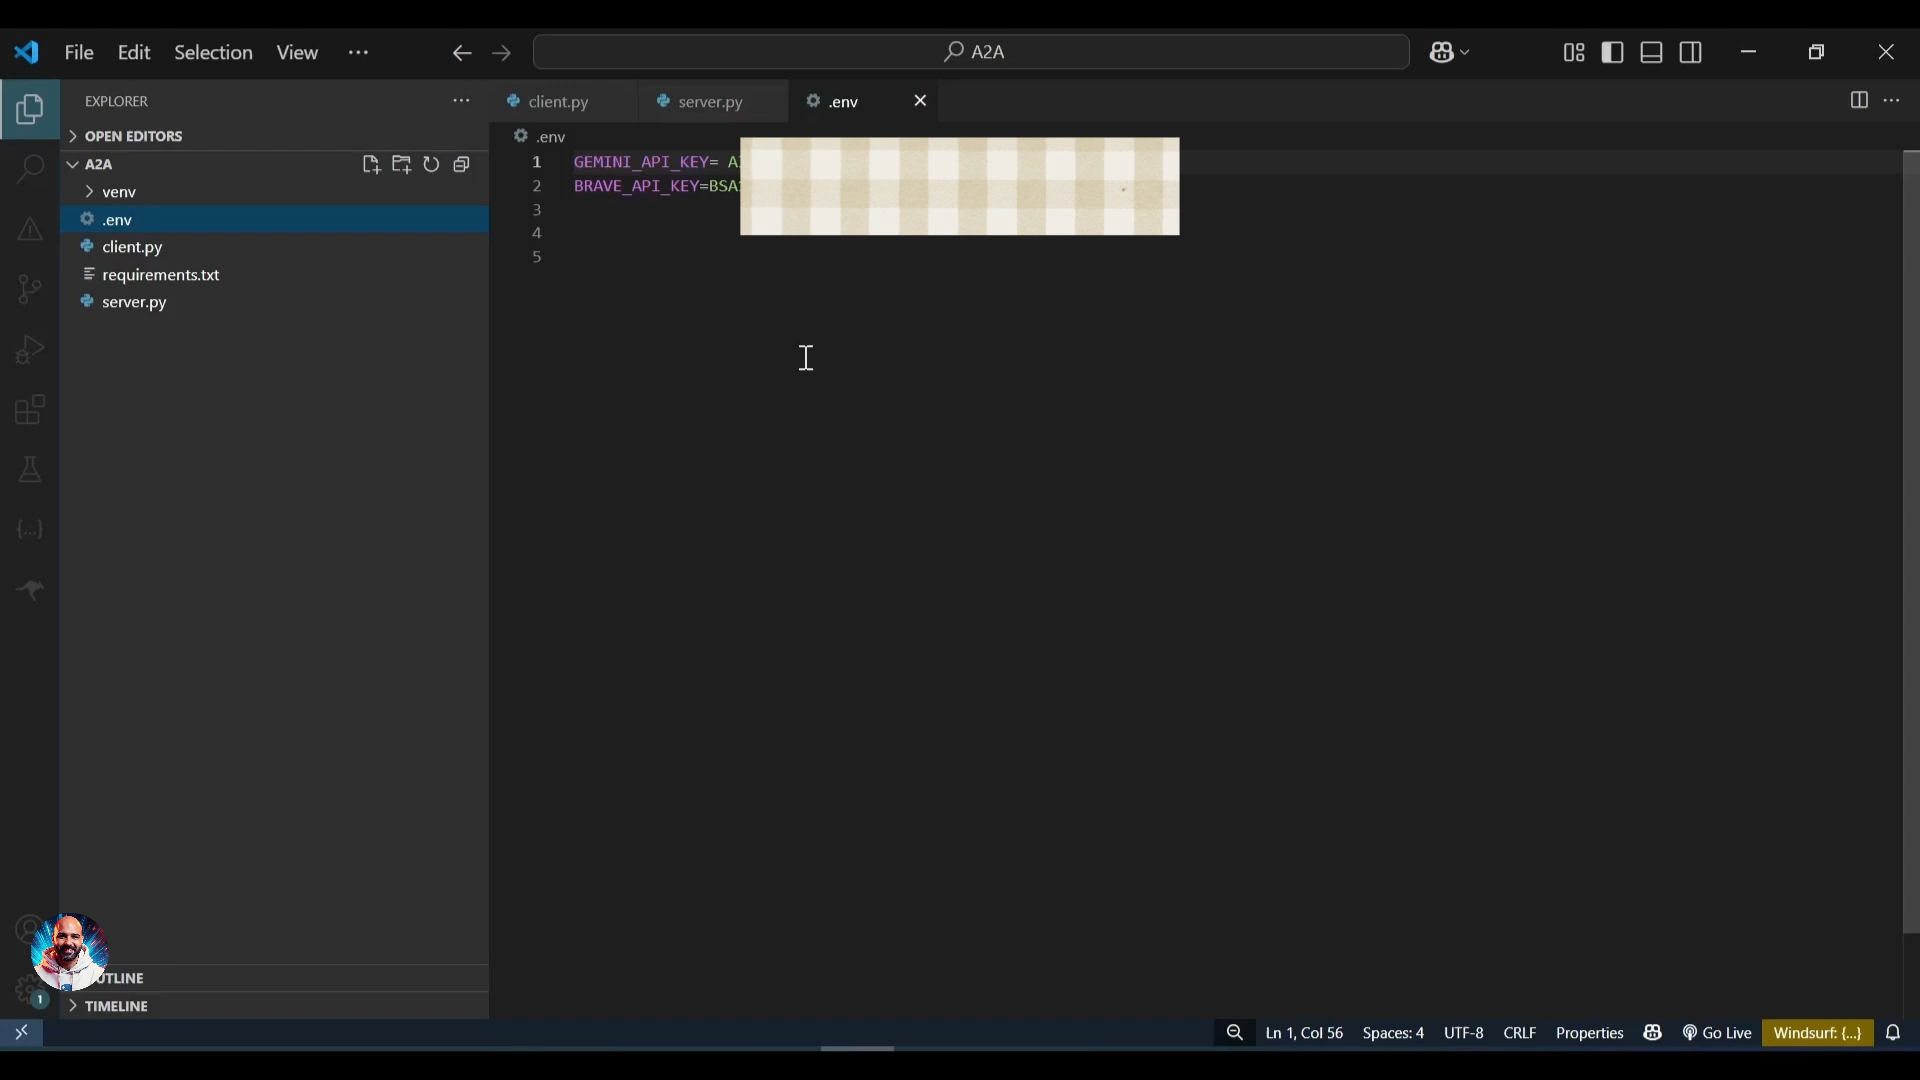 File Edit Selection View
A2A
EXPLORER
client.py
server.py
.env
OPEN EDITORS
.env
A2A
venv
.env
client.py
requirements.txt
server.py
1 GEMINI_API_KEY= A
2 BRAVE_API_KEY=BSA
3
4
5
OUTLINE
TIMELINE
1
Ln 1, Col 56 Spaces: 4 UTF-8 CRLF Properties Go Live Windsurf: {...}